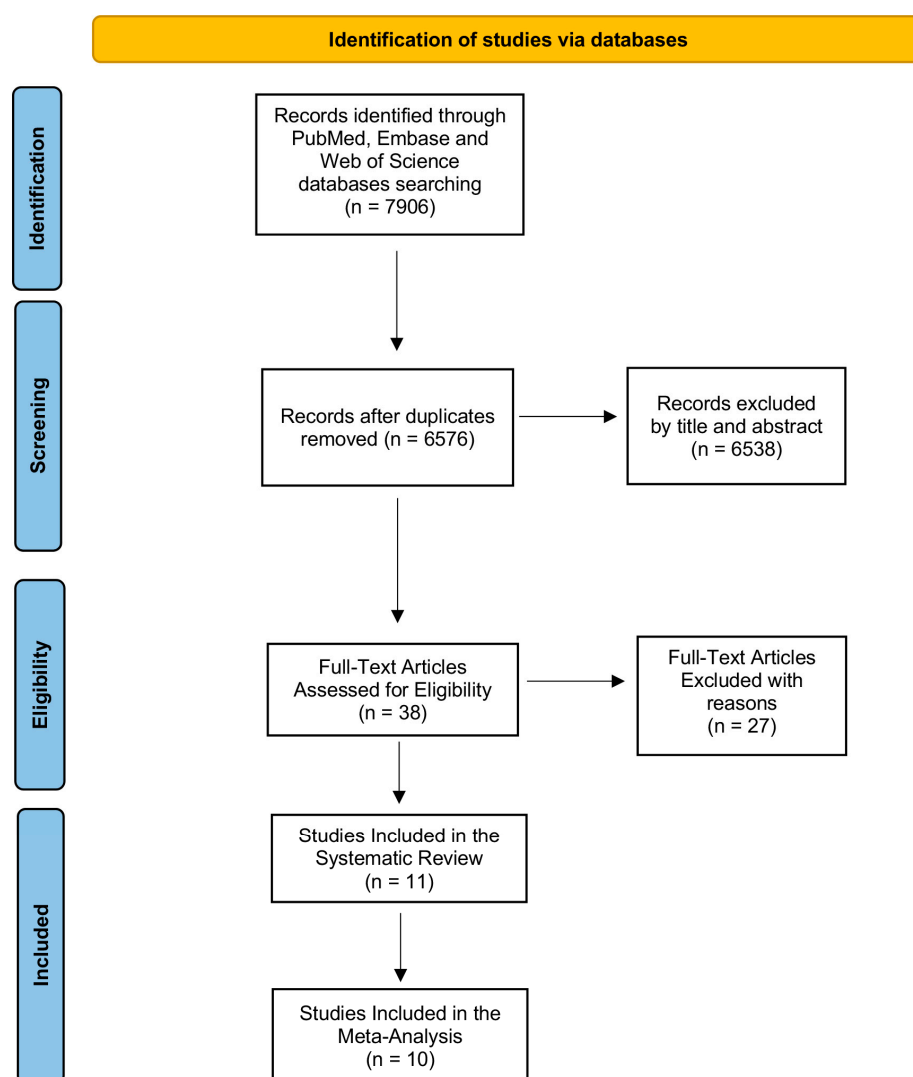 Identification of studies via databases
Identification
Records identified through
PubMed, Embase and
Web of Science
databases searching
(n = 7906)
Screening
Records after duplicates
removed (n = 6576)
Records excluded
by title and abstract
(n = 6538)
Eligibility
Full-Text Articles
Assessed for Eligibility
(n = 38)
Full-Text Articles
Excluded with
reasons
(n = 27)
Included
Studies Included in the
Systematic Review
(n = 11)
Studies Included in the
Meta-Analysis
(n = 10)